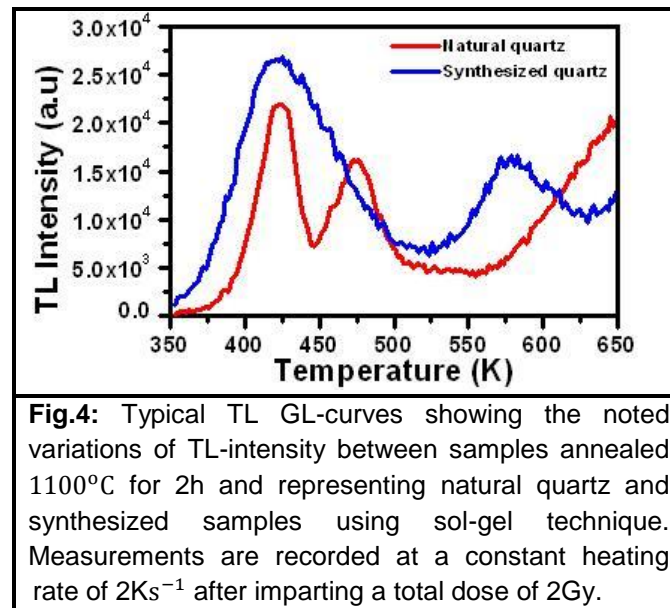 3.0x10⁴
2.5x10⁴
2.0x10⁴
1.5x10⁴
1.0x10⁴
5.0x10³
0.0
TL Intensity (a.u)
Natural quartz
Synthesized quartz
350 400 450 500 550 600 650
Temperature (K)
Fig.4: Typical TL GL-curves showing the noted
variations of TL-intensity between samples annealed
1100°C for 2h and representing natural quartz and
synthesized samples using sol-gel technique.
Measurements are recorded at a constant heating
rate of 2Ks⁻¹ after imparting a total dose of 2Gy.